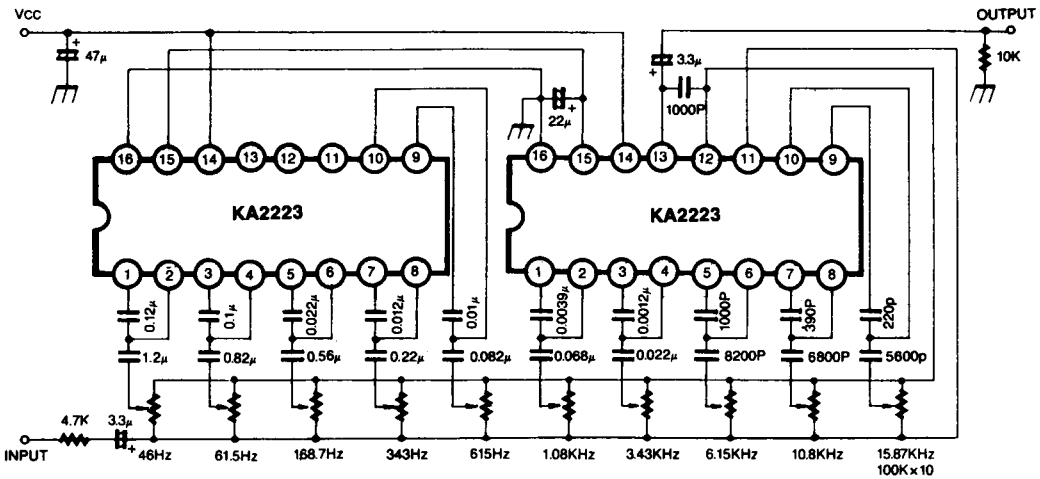 Vcc
OUTPUT
+
47μ
3.3μ
+
10K
1000P
22μ
+
16 15 14 13 12 11 10 9
16 15 14 13 12 11 10 9
KA2223
KA2223
1 2 3 4 5 6 7 8
1 2 3 4 5 6 7 8
0.12μ
0.1μ
0.022μ
0.012μ
0.01μ
0.0039μ
0.0012μ
1000P
390P
220p
1.2μ
0.82μ
0.56μ
0.22μ
0.082μ
0.068μ
0.022μ
8200P
6800P
5600p
4.7K
3.3μ
+
INPUT
46Hz
61.5Hz
168.7Hz
343Hz
615Hz
1.08KHz
3.43KHz
6.15KHz
10.8KHz
15.87KHz
100K×10